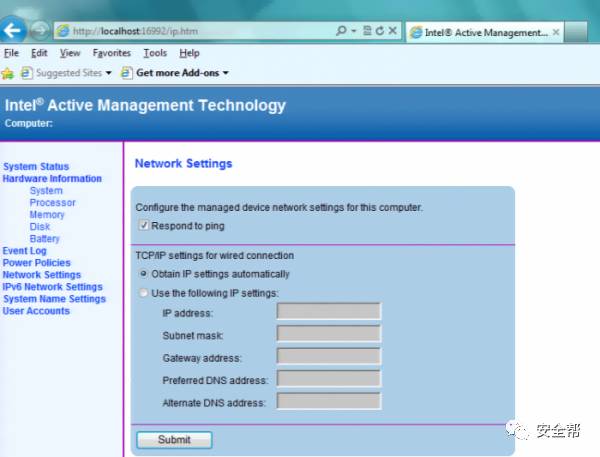 http://localhost:16992/ip.htm
Intel® Active Management...
File Edit View Favorites Tools Help
Suggested Sites Get more Add-ons
Intel® Active Management Technology
Computer:
System Status
Hardware Information
System
Processor
Memory
Disk
Battery
Event Log
Power Policies
Network Settings
IPv6 Network Settings
System Name Settings
User Accounts
Network Settings
Configure the managed device network settings for this computer.
Respond to ping
TCP/IP settings for wired connection
Obtain IP settings automatically
Use the following IP settings:
IP address:
Subnet mask:
Gateway address:
Preferred DNS address:
Alternate DNS address:
Submit
安全帮